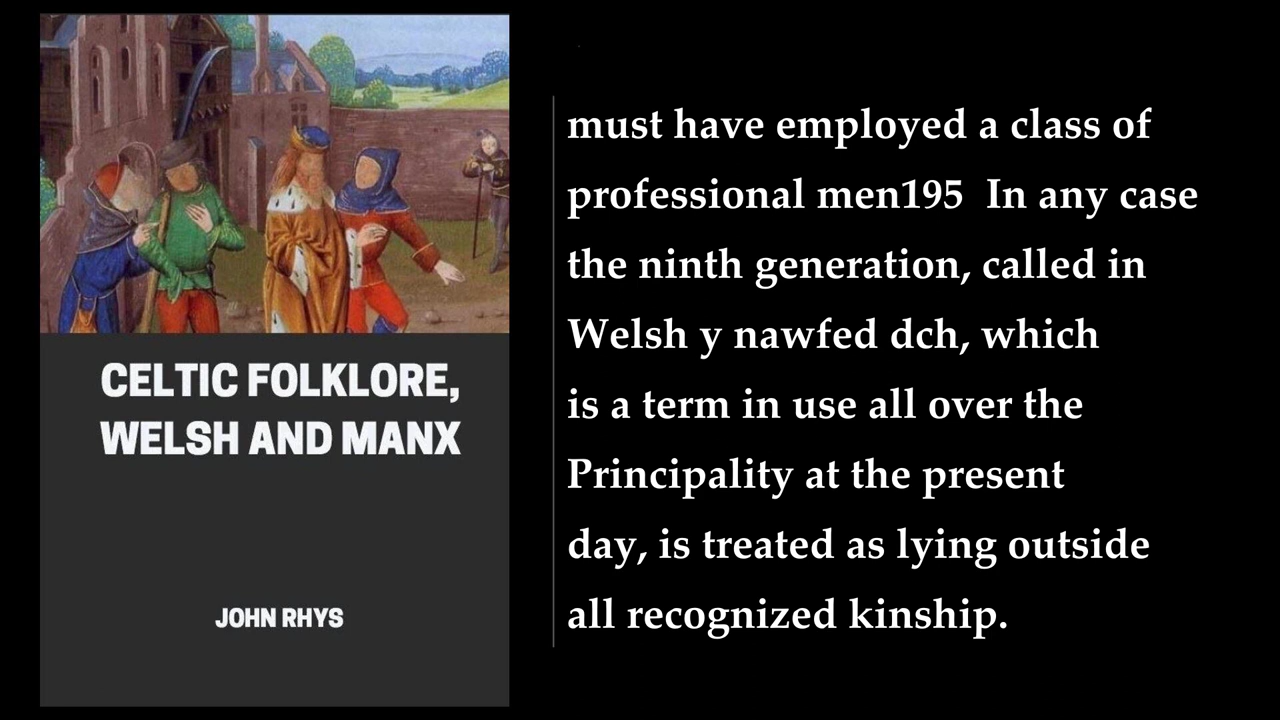 CELTIC FOLKLORE,
WELSH AND MANX
JOHN RHYS
must have employed a class of
professional men195  In any case
the ninth generation, called in
Welsh y nawfed dch, which
is a term in use all over the
Principality at the present
day, is treated as lying outside
all recognized kinship.